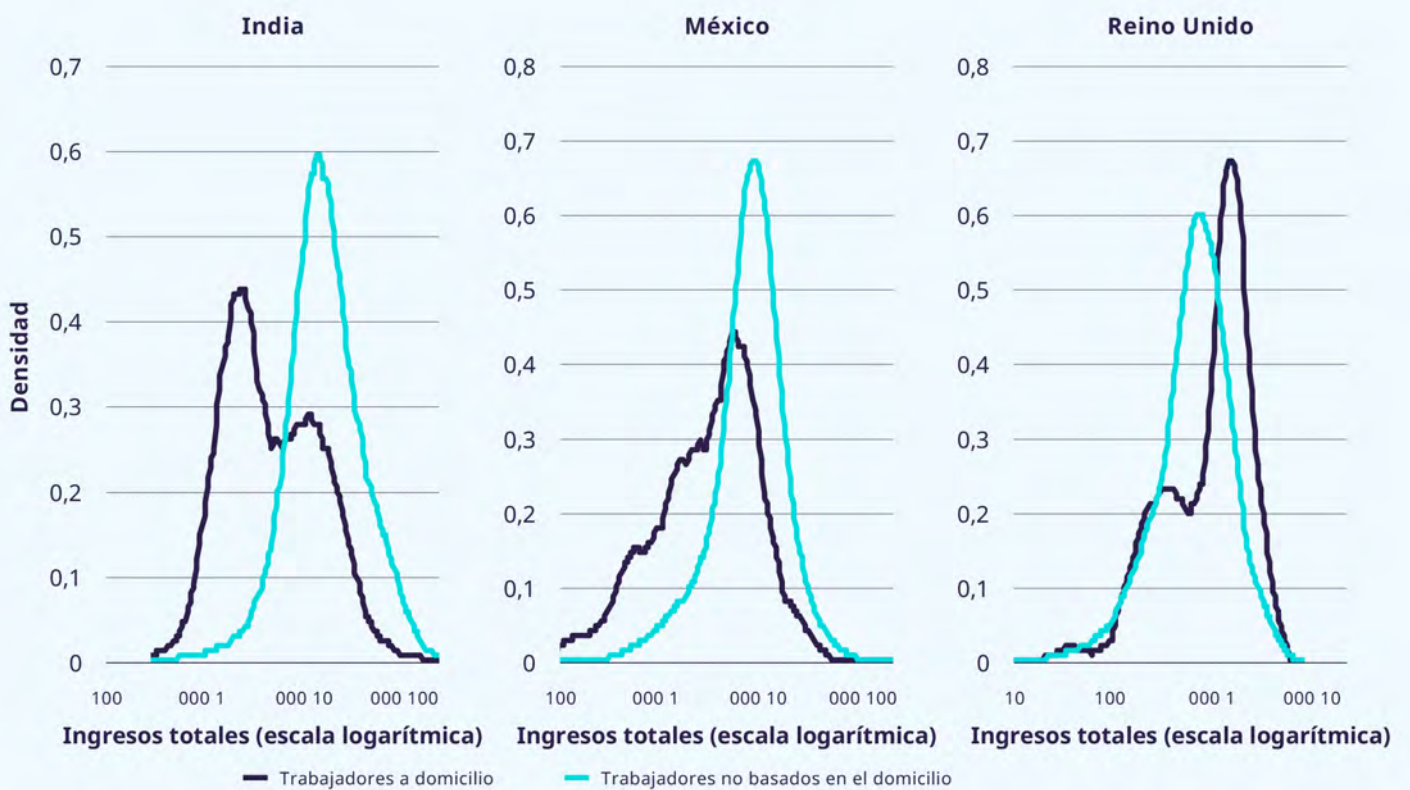 India México Reino Unido
0,7 0,8 0,8
0,6 0,7 0,7
0,5 0,6 0,6
0,4 0,5 0,5
0,3 0,4 0,4
0,2 0,3 0,3
0,1 0,2 0,2
0 0,1 0,1
0 0
Densidad
100 000 1 000 10 000 100 100 000 1 000 10 000 100 10 100 000 1 000 10
Ingresos totales (escala logarítmica) Ingresos totales (escala logarítmica) Ingresos totales (escala logarítmica)
Trabajadores a domicilio Trabajadores no basados en el domicilio